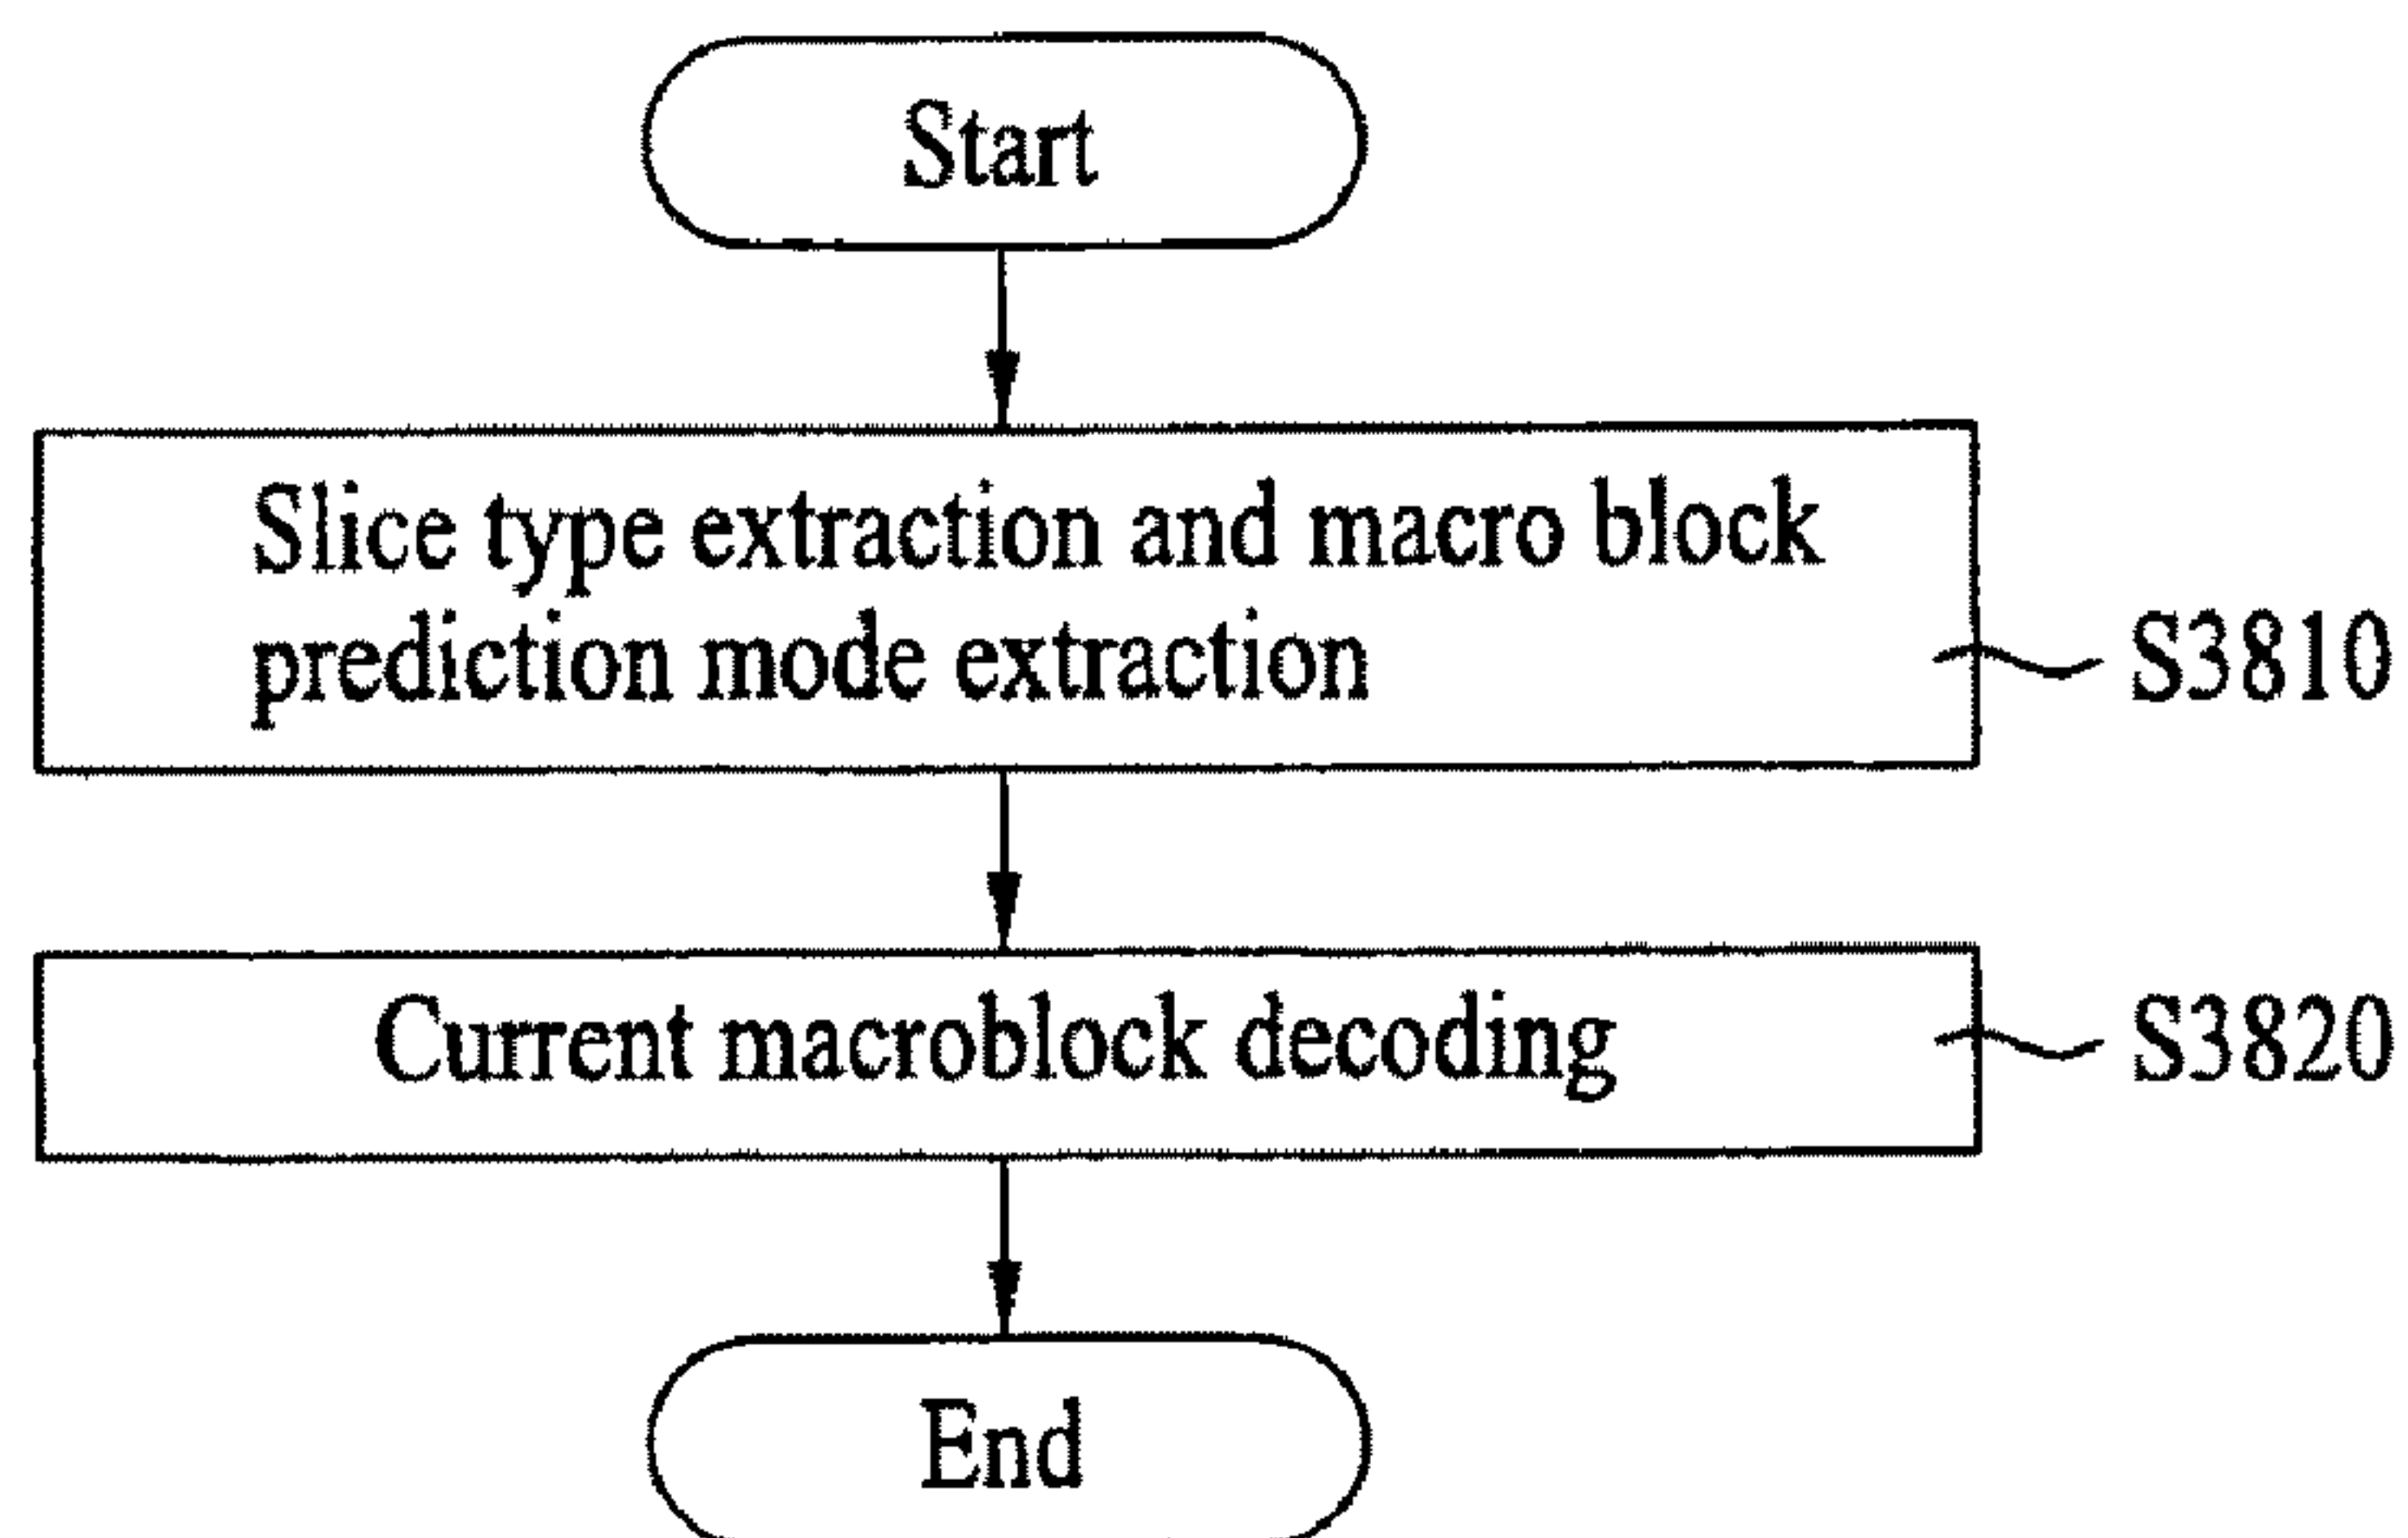 Start
Slice type extraction and macro block
prediction mode extraction
S3810
Current macroblock decoding
S3820
End